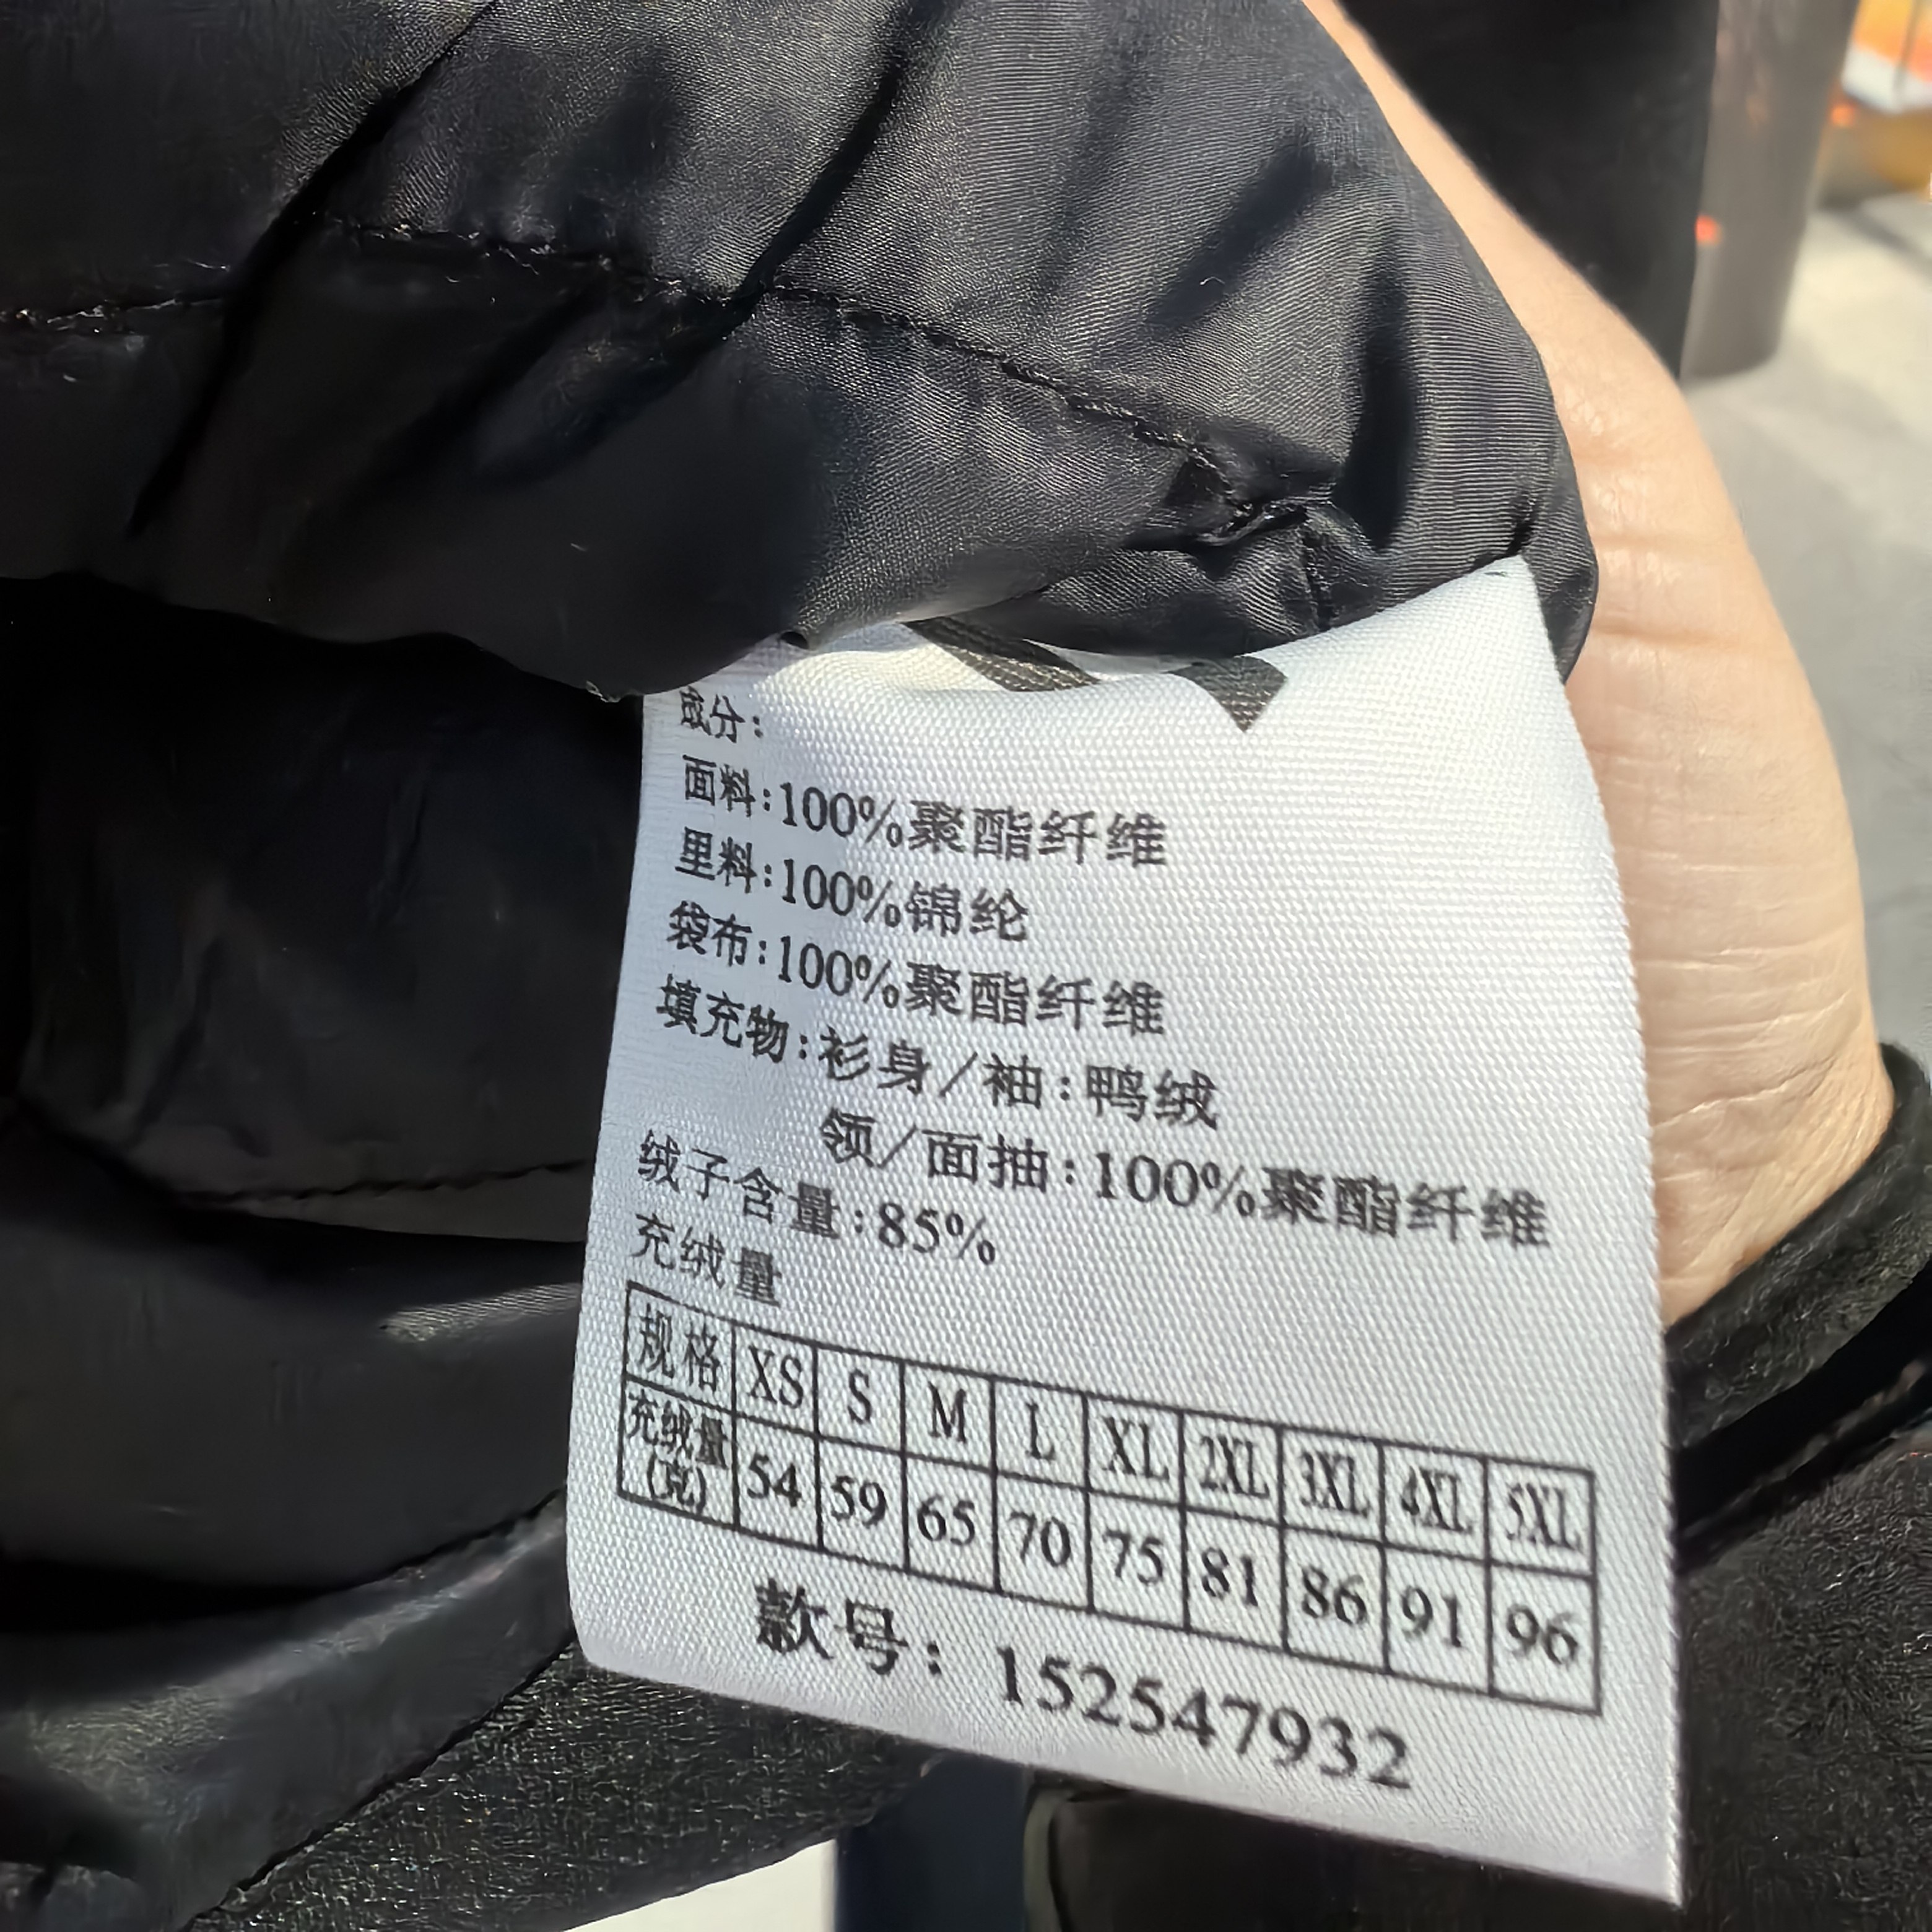 成分:
面料:100%聚酯纤维
里料:100%锦纶
袋布:100%聚酯纤维
填充物:衫身/袖:鸭绒
领/面抽:100%聚酯纤维
绒子含量:85%
充绒量
规格 XS S M L XL 2XL 3XL 4XL 5XL
充绒量(克) 54 59 65 70 75 81 86 91 96
款号: 152547932